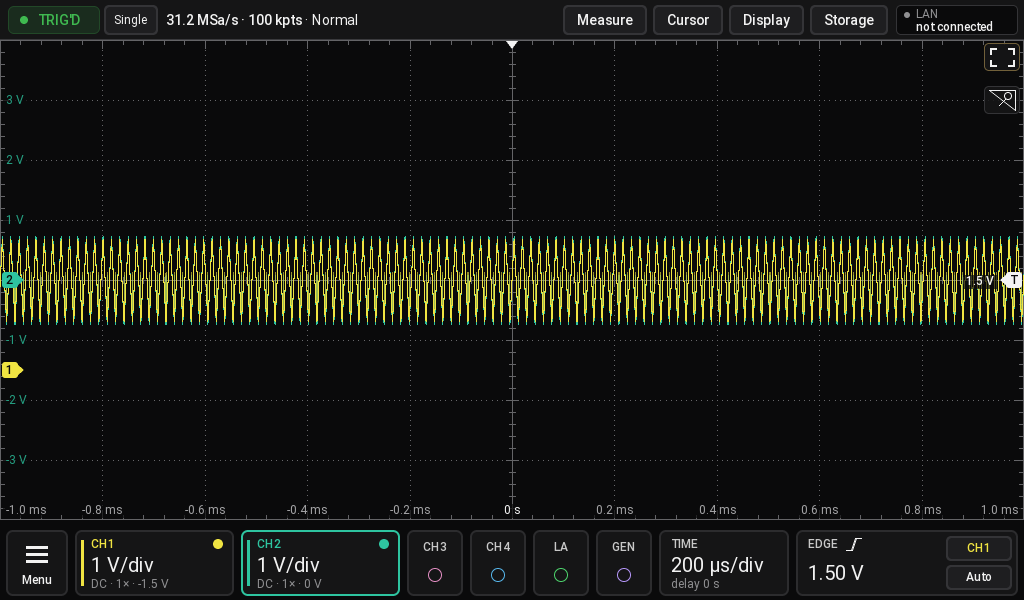 TRIG'D
Single
31.2 MSa/s · 100 kpts · Normal
Measure
Cursor
Display
Storage
LAN
not connected
3 V
2 V
1 V
2
1.5 V
T
-1 V
1
-2 V
-3 V
-1.0 ms
-0.8 ms
-0.6 ms
-0.4 ms
-0.2 ms
0 s
0.2 ms
0.4 ms
0.6 ms
0.8 ms
1.0 ms
Menu
CH1
1 V/div
DC · 1× · -1.5 V
CH2
1 V/div
DC · 1× · 0 V
CH3
CH4
LA
GEN
TIME
200 µs/div
delay 0 s
EDGE
1.50 V
CH1
Auto